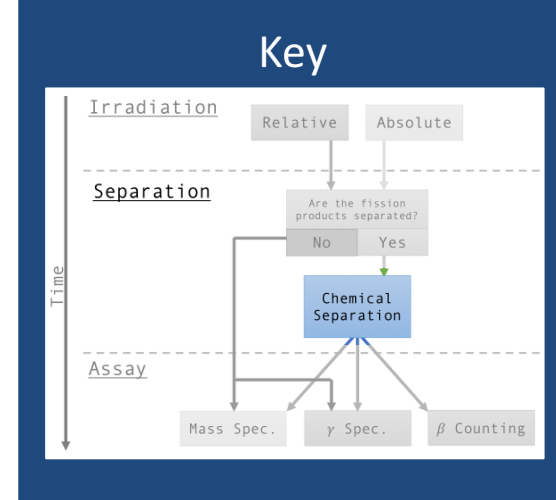 Key
Irradiation
Relative
Absolute
Separation
Are the fission
products separated?
No
Yes
Time
Chemical
Separation
Assay
Mass Spec.
γ Spec.
β Counting